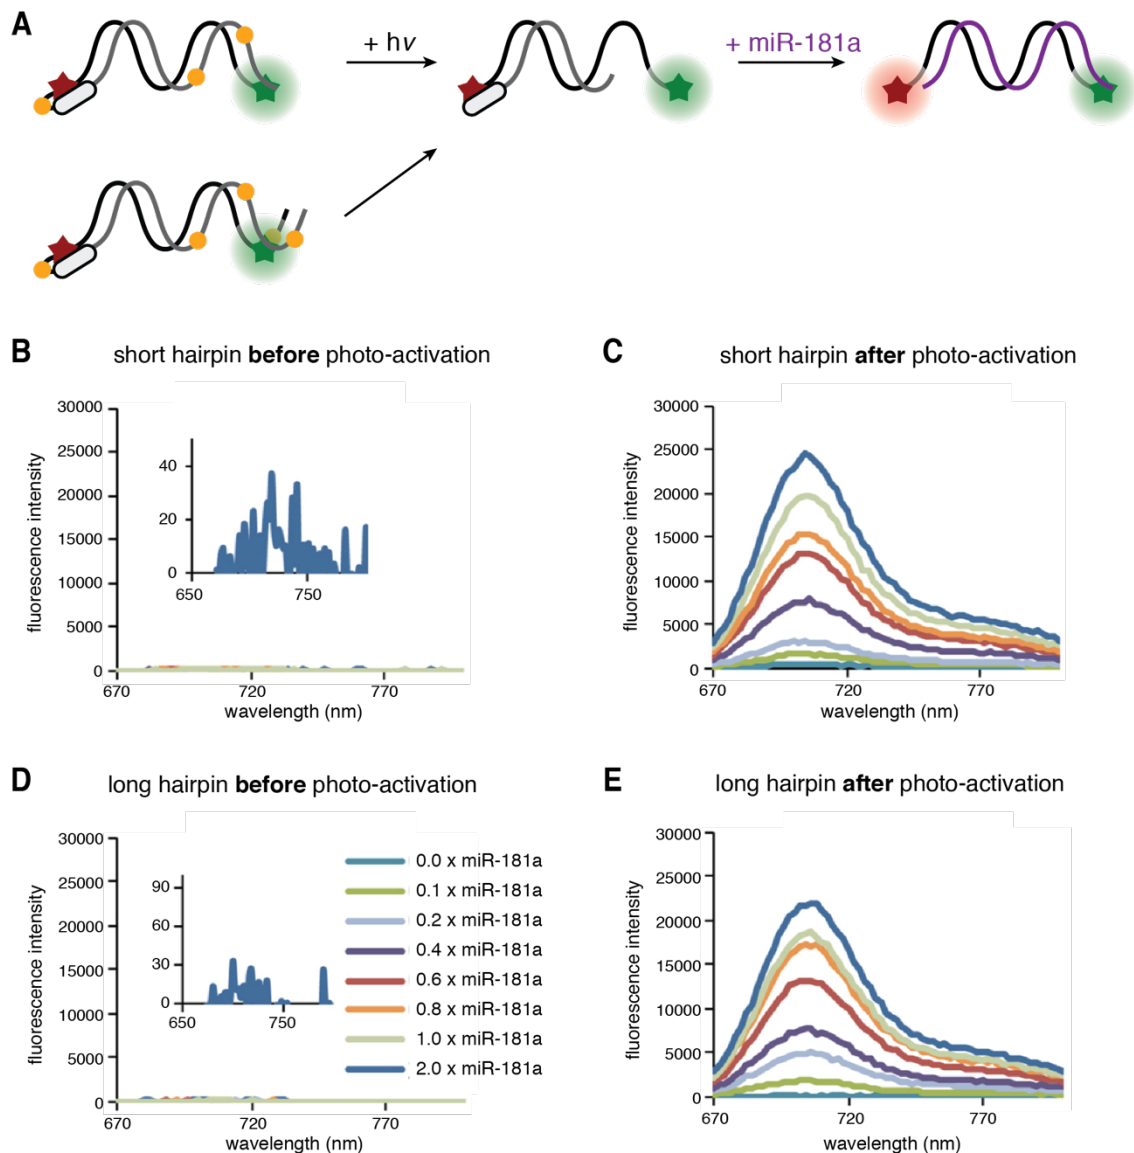 A
+ hν
+ miR-181a
B
short hairpin before photo-activation
30000
25000
20000
15000
10000
5000
0
fluorescence intensity
40
20
0
650
750
670
720
770
wavelength (nm)
C
short hairpin after photo-activation
30000
25000
20000
15000
10000
5000
0
fluorescence intensity
670
720
770
wavelength (nm)
D
long hairpin before photo-activation
30000
25000
20000
15000
10000
5000
0
fluorescence intensity
90
60
30
0
650
750
0.0 x miR-181a
0.1 x miR-181a
0.2 x miR-181a
0.4 x miR-181a
0.6 x miR-181a
0.8 x miR-181a
1.0 x miR-181a
2.0 x miR-181a
670
720
770
wavelength (nm)
E
long hairpin after photo-activation
30000
25000
20000
15000
10000
5000
0
fluorescence intensity
670
720
770
wavelength (nm)